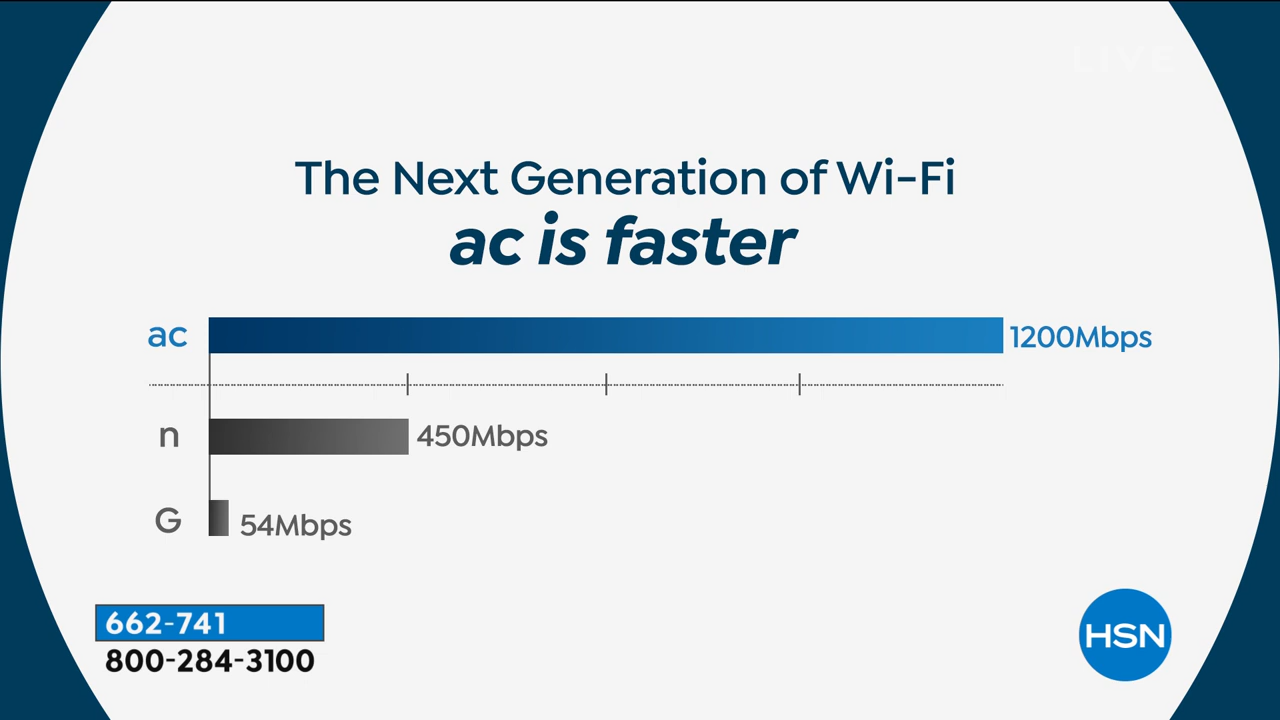 LIVE
The Next Generation of Wi-Fi
ac is faster
ac 1200Mbps
n 450Mbps
G 54Mbps
662-741
800-284-3100
HSN